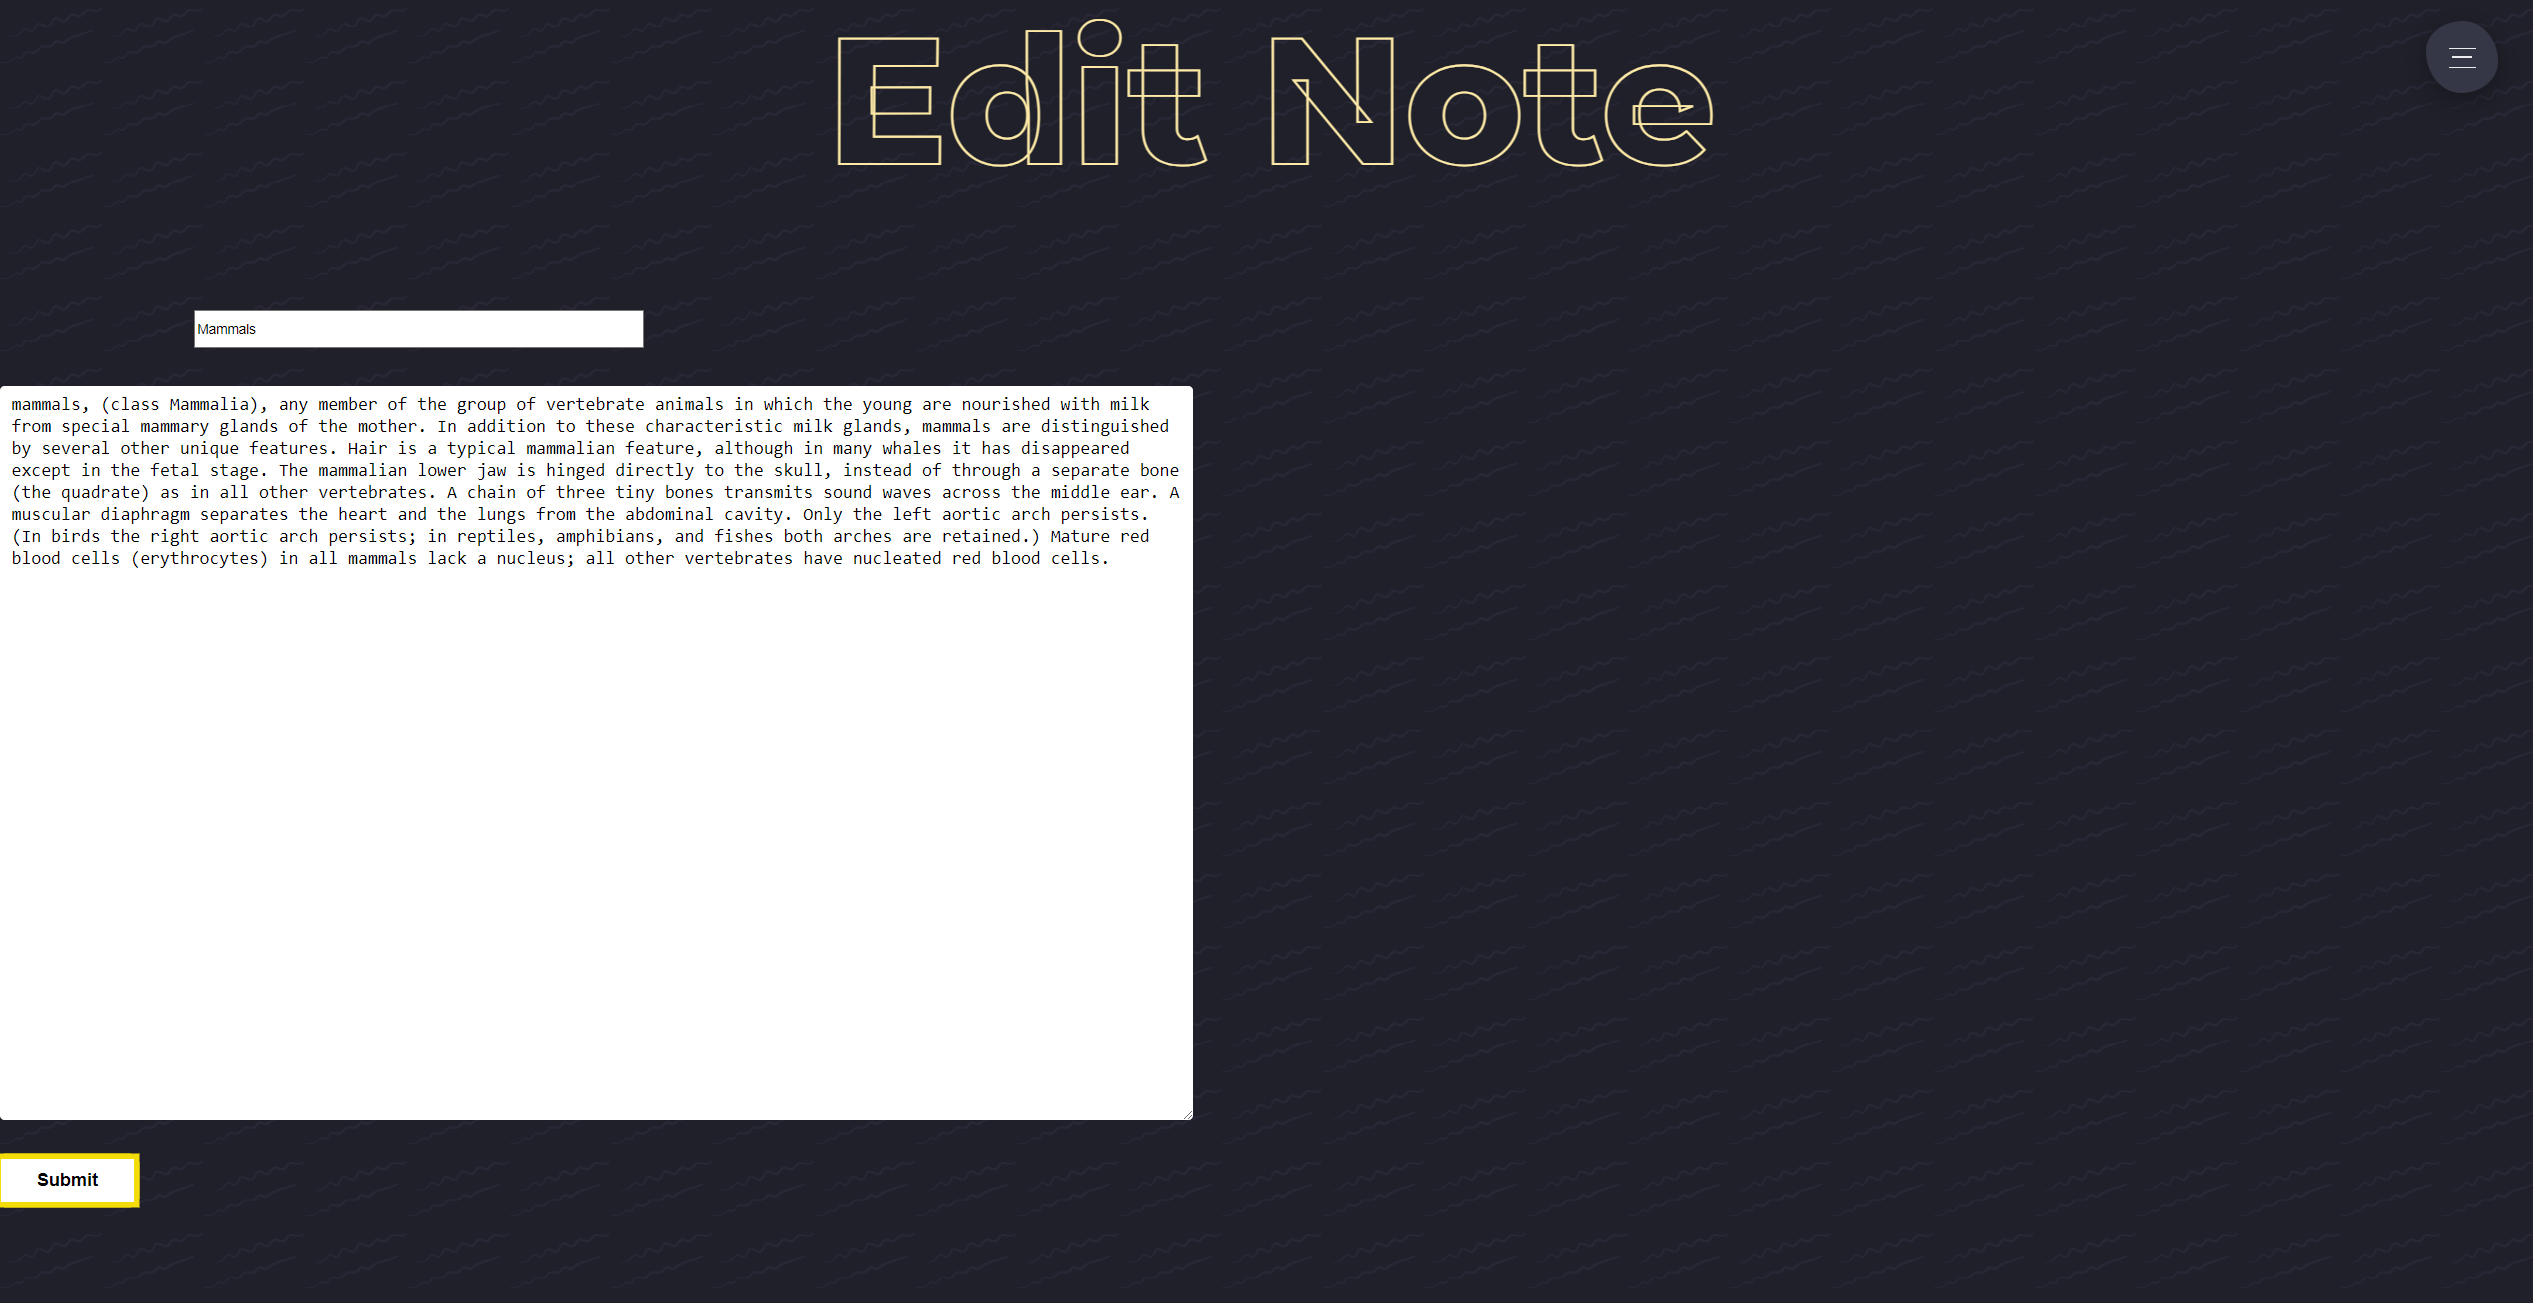 Edit Note
Mammals
mammals, (class Mammalia), any member of the group of vertebrate animals in which the young are nourished with milk
from special mammary glands of the mother. In addition to these characteristic milk glands, mammals are distinguished
by several other unique features. Hair is a typical mammalian feature, although in many whales it has disappeared
except in the fetal stage. The mammalian lower jaw is hinged directly to the skull, instead of through a separate bone
(the quadrate) as in all other vertebrates. A chain of three tiny bones transmits sound waves across the middle ear. A
muscular diaphragm separates the heart and the lungs from the abdominal cavity. Only the left aortic arch persists.
(In birds the right aortic arch persists; in reptiles, amphibians, and fishes both arches are retained.) Mature red
blood cells (erythrocytes) in all mammals lack a nucleus; all other vertebrates have nucleated red blood cells.
Submit